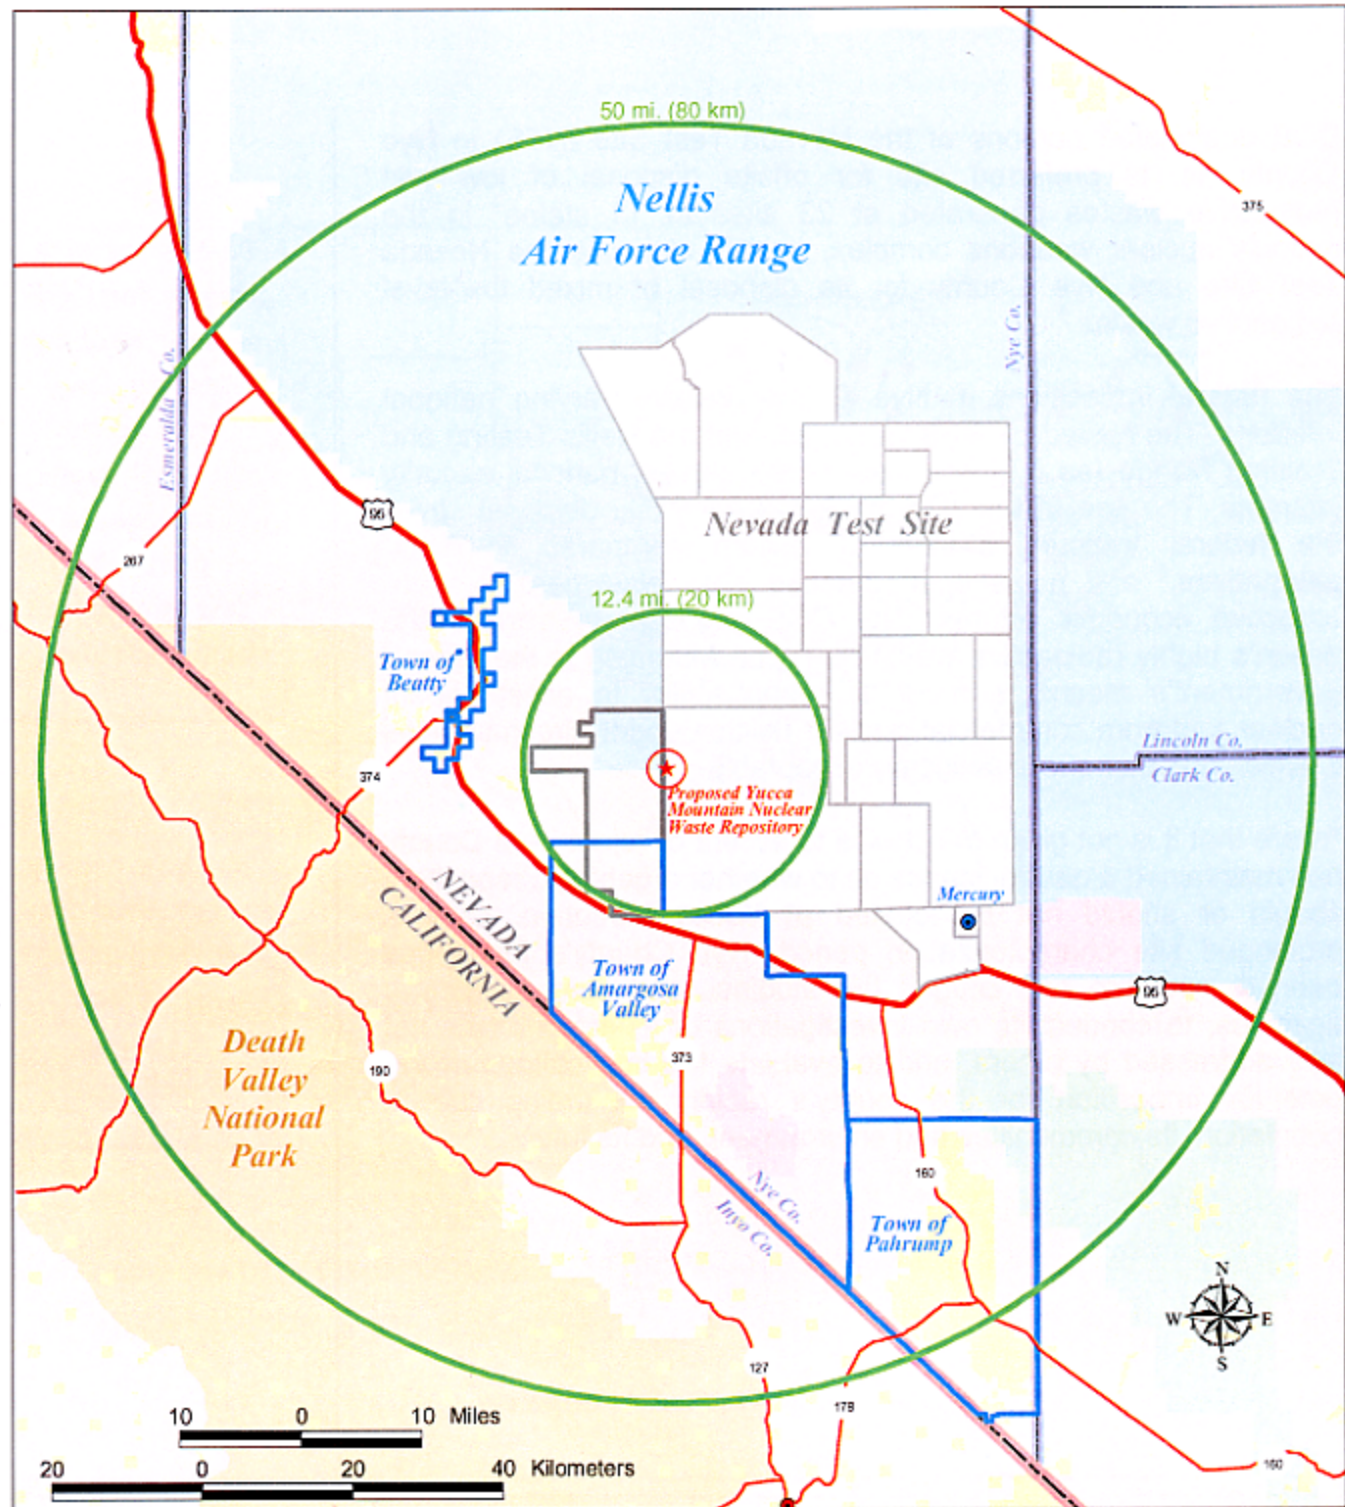 50 mi. (80 km)
Nellis
Air Force Range
375
Nye Co.
Esmeralda Co.
95
Nevada Test Site
267
12.4 mi. (20 km)
Town of
Beatty
Lincoln Co.
Clark Co.
374
Proposed Yucca
Mountain Nuclear
Waste Repository
NEVADA
CALIFORNIA
Mercury
Town of
Amargosa
Valley
95
Death
Valley
National
Park
190
373
160
Nye Co.
Inyo Co.
Town of
Pahrump
N
W E
S
127
178
10 0 10 Miles
20 0 20 40 Kilometers
160